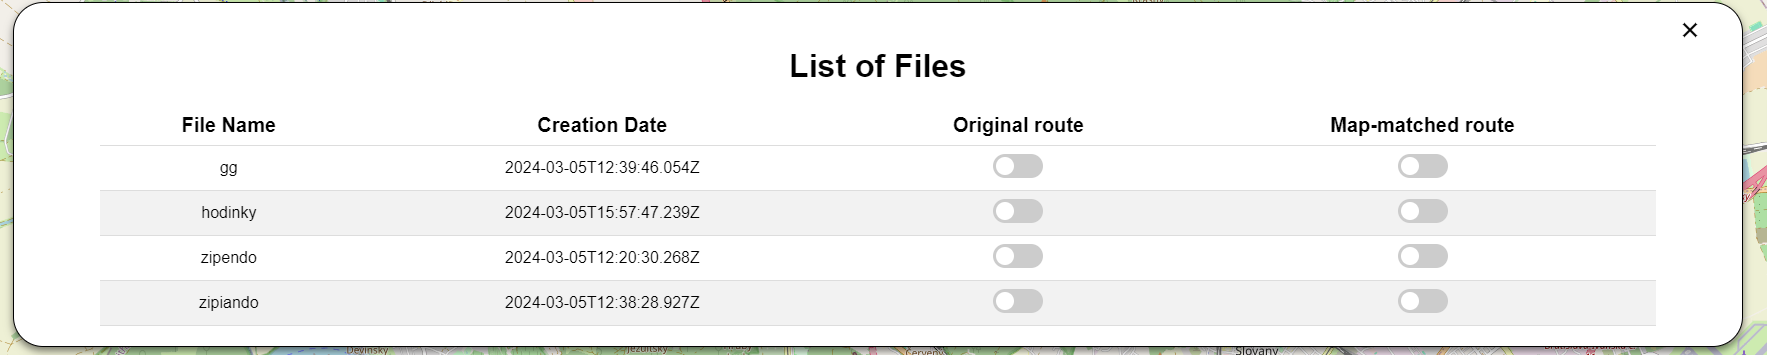 List of Files
File Name Creation Date Original route Map-matched route
gg 2024-03-05T12:39:46.054Z
hodinky 2024-03-05T15:57:47.239Z
zipendo 2024-03-05T12:20:30.268Z
zipiando 2024-03-05T12:38:28.927Z
Devínsky
Slovany